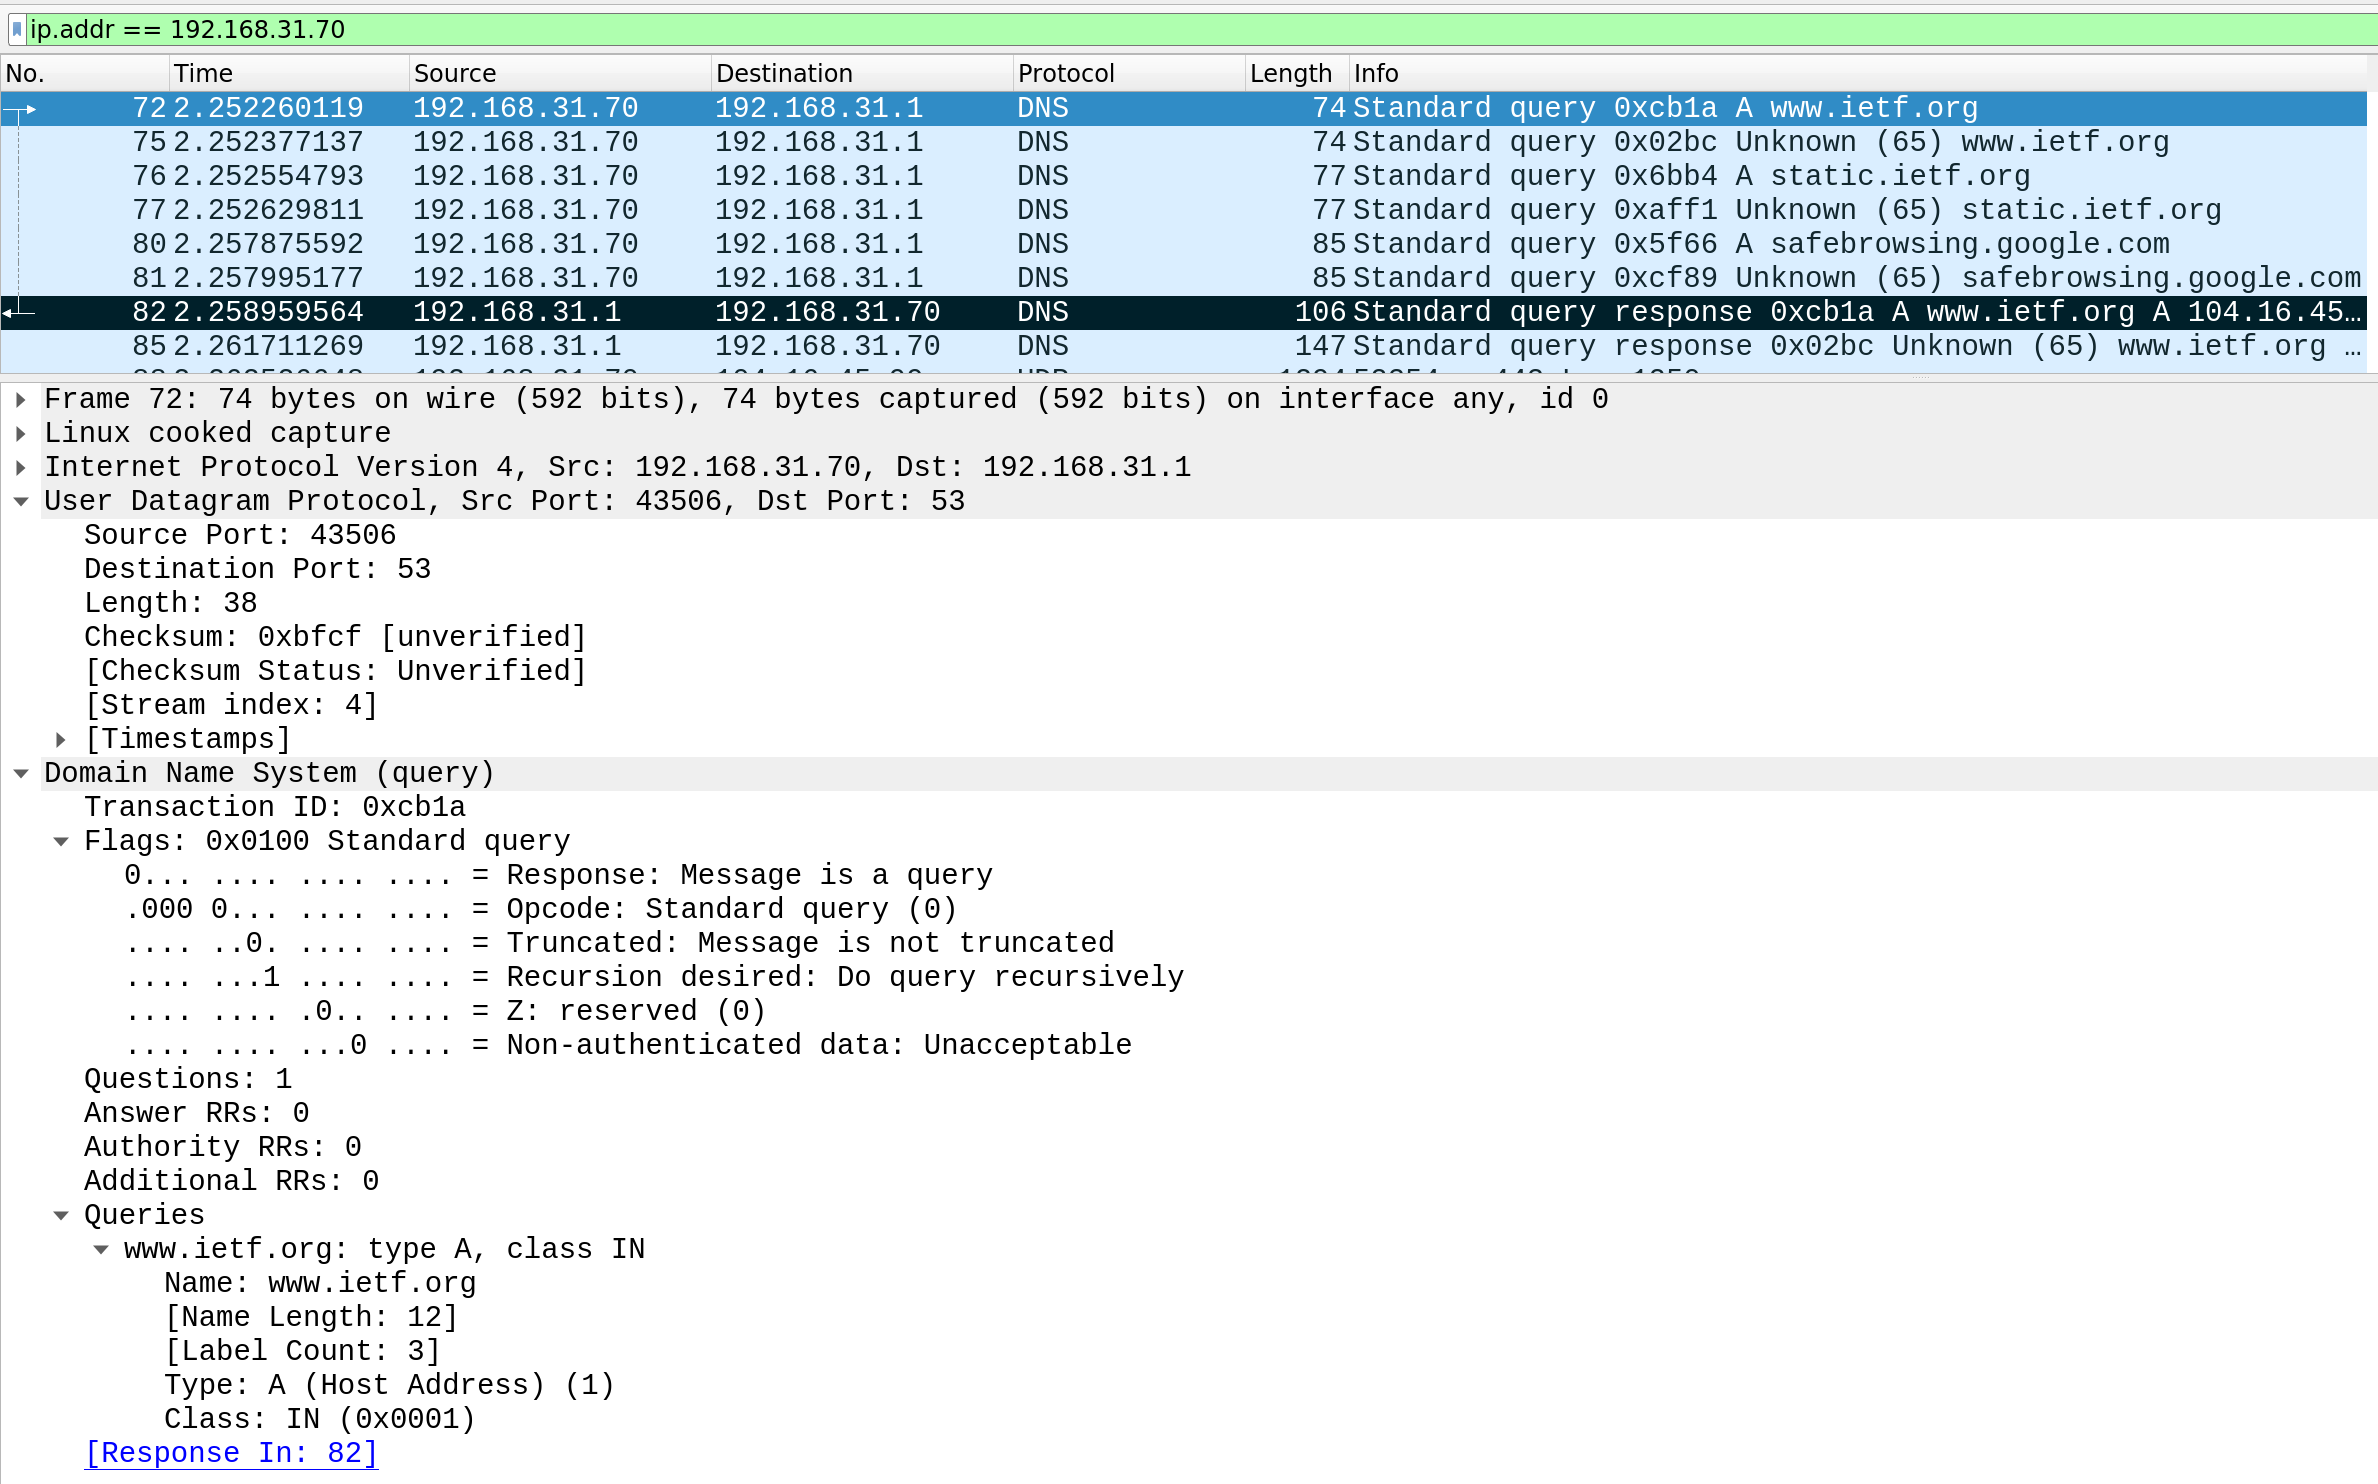 ip.addr == 192.168.31.70
No. Time Source Destination Protocol Length Info
72 2.252260119 192.168.31.70 192.168.31.1 DNS 74 Standard query 0xcb1a A www.ietf.org
75 2.252377137 192.168.31.70 192.168.31.1 DNS 74 Standard query 0x02bc Unknown (65) www.ietf.org
76 2.252554793 192.168.31.70 192.168.31.1 DNS 77 Standard query 0x6bb4 A static.ietf.org
77 2.252629811 192.168.31.70 192.168.31.1 DNS 77 Standard query 0xaff1 Unknown (65) static.ietf.org
80 2.257875592 192.168.31.70 192.168.31.1 DNS 85 Standard query 0x5f66 A safebrowsing.google.com
81 2.257995177 192.168.31.70 192.168.31.1 DNS 85 Standard query 0xcf89 Unknown (65) safebrowsing.google.com
82 2.258959564 192.168.31.1 192.168.31.70 DNS 106 Standard query response 0xcb1a A www.ietf.org A 104.16.45…
85 2.261711269 192.168.31.1 192.168.31.70 DNS 147 Standard query response 0x02bc Unknown (65) www.ietf.org …
Frame 72: 74 bytes on wire (592 bits), 74 bytes captured (592 bits) on interface any, id 0
Linux cooked capture
Internet Protocol Version 4, Src: 192.168.31.70, Dst: 192.168.31.1
User Datagram Protocol, Src Port: 43506, Dst Port: 53
Source Port: 43506
Destination Port: 53
Length: 38
Checksum: 0xbfcf [unverified]
[Checksum Status: Unverified]
[Stream index: 4]
[Timestamps]
Domain Name System (query)
Transaction ID: 0xcb1a
Flags: 0x0100 Standard query
0... .... .... .... = Response: Message is a query
.000 0... .... .... = Opcode: Standard query (0)
.... ..0. .... .... = Truncated: Message is not truncated
.... ...1 .... .... = Recursion desired: Do query recursively
.... .... .0.. .... = Z: reserved (0)
.... .... ...0 .... = Non-authenticated data: Unacceptable
Questions: 1
Answer RRs: 0
Authority RRs: 0
Additional RRs: 0
Queries
www.ietf.org: type A, class IN
Name: www.ietf.org
[Name Length: 12]
[Label Count: 3]
Type: A (Host Address) (1)
Class: IN (0x0001)
[Response In: 82]